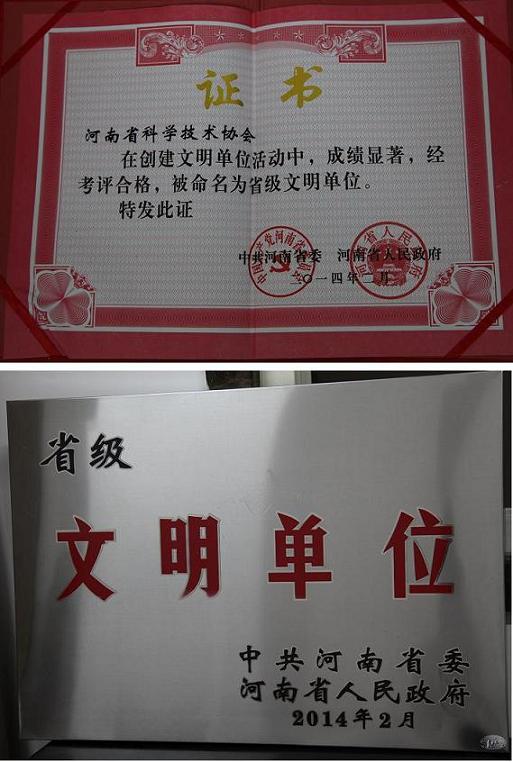 证书
河南省科学技术协会
在创建文明单位活动中，成绩显著，经
考评合格，被命名为省级文明单位。
特发此证
中共河南省委 河南省人民政府
二〇一四年二月
省级
文明单位
中共河南省委
河南省人民政府
2014年2月